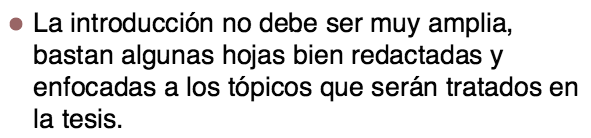 La introducción no debe ser muy amplia,
bastan algunas hojas bien redactadas y
enfocadas a los tópicos que serán tratados en
la tesis.